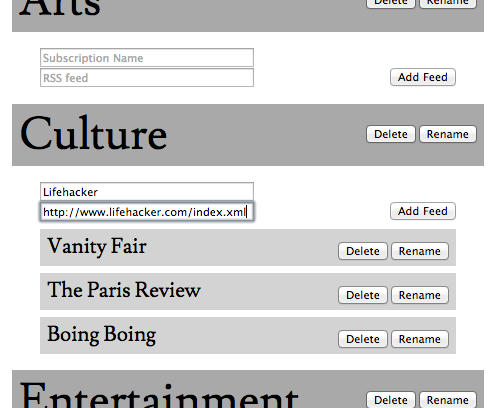 Arts
Delete Rename
Subscription Name
RSS feed
Add Feed
Culture
Delete Rename
Lifehacker
http://www.lifehacker.com/index.xml
Add Feed
Vanity Fair
Delete Rename
The Paris Review
Delete Rename
Boing Boing
Delete Rename
Entertainment
Delete Rename